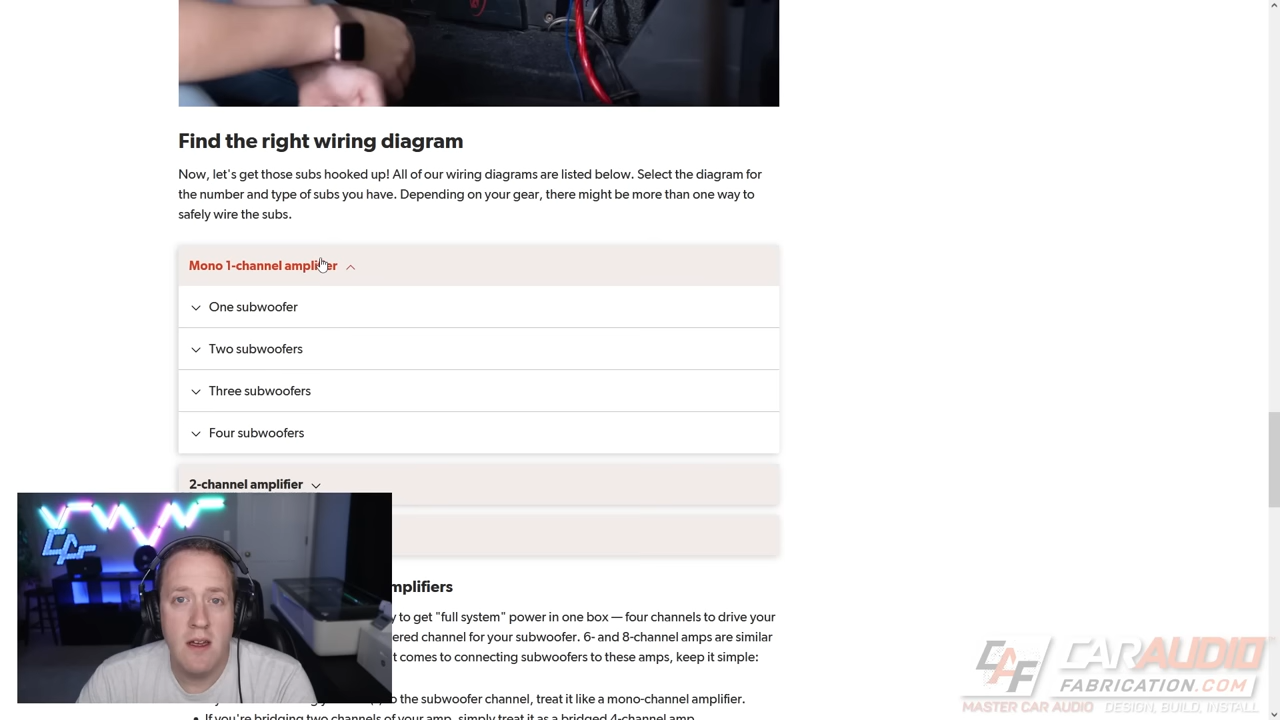 Find the right wiring diagram
Now, let's get those subs hooked up! All of our wiring diagrams are listed below. Select the diagram for
the number and type of subs you have. Depending on your gear, there might be more than one way to
safely wire the subs.
Mono 1-channel amplifier
One subwoofer
Two subwoofers
Three subwoofers
Four subwoofers
2-channel amplifier
CAF
to get "full system" power in one box — four channels to drive your
channel for your subwoofer. 6- and 8-channel amps are similar
comes to connecting subwoofers to these amps, keep it simple:
the subwoofer channel, treat it like a mono-channel amplifier.
• If you're bridging two channels of your amp, simply treat it as a bridged 4-channel amp
CAF
CAR AUDIO
FABRICATION.COM
MASTER CAR AUDIO DESIGN, BUILD, INSTALL